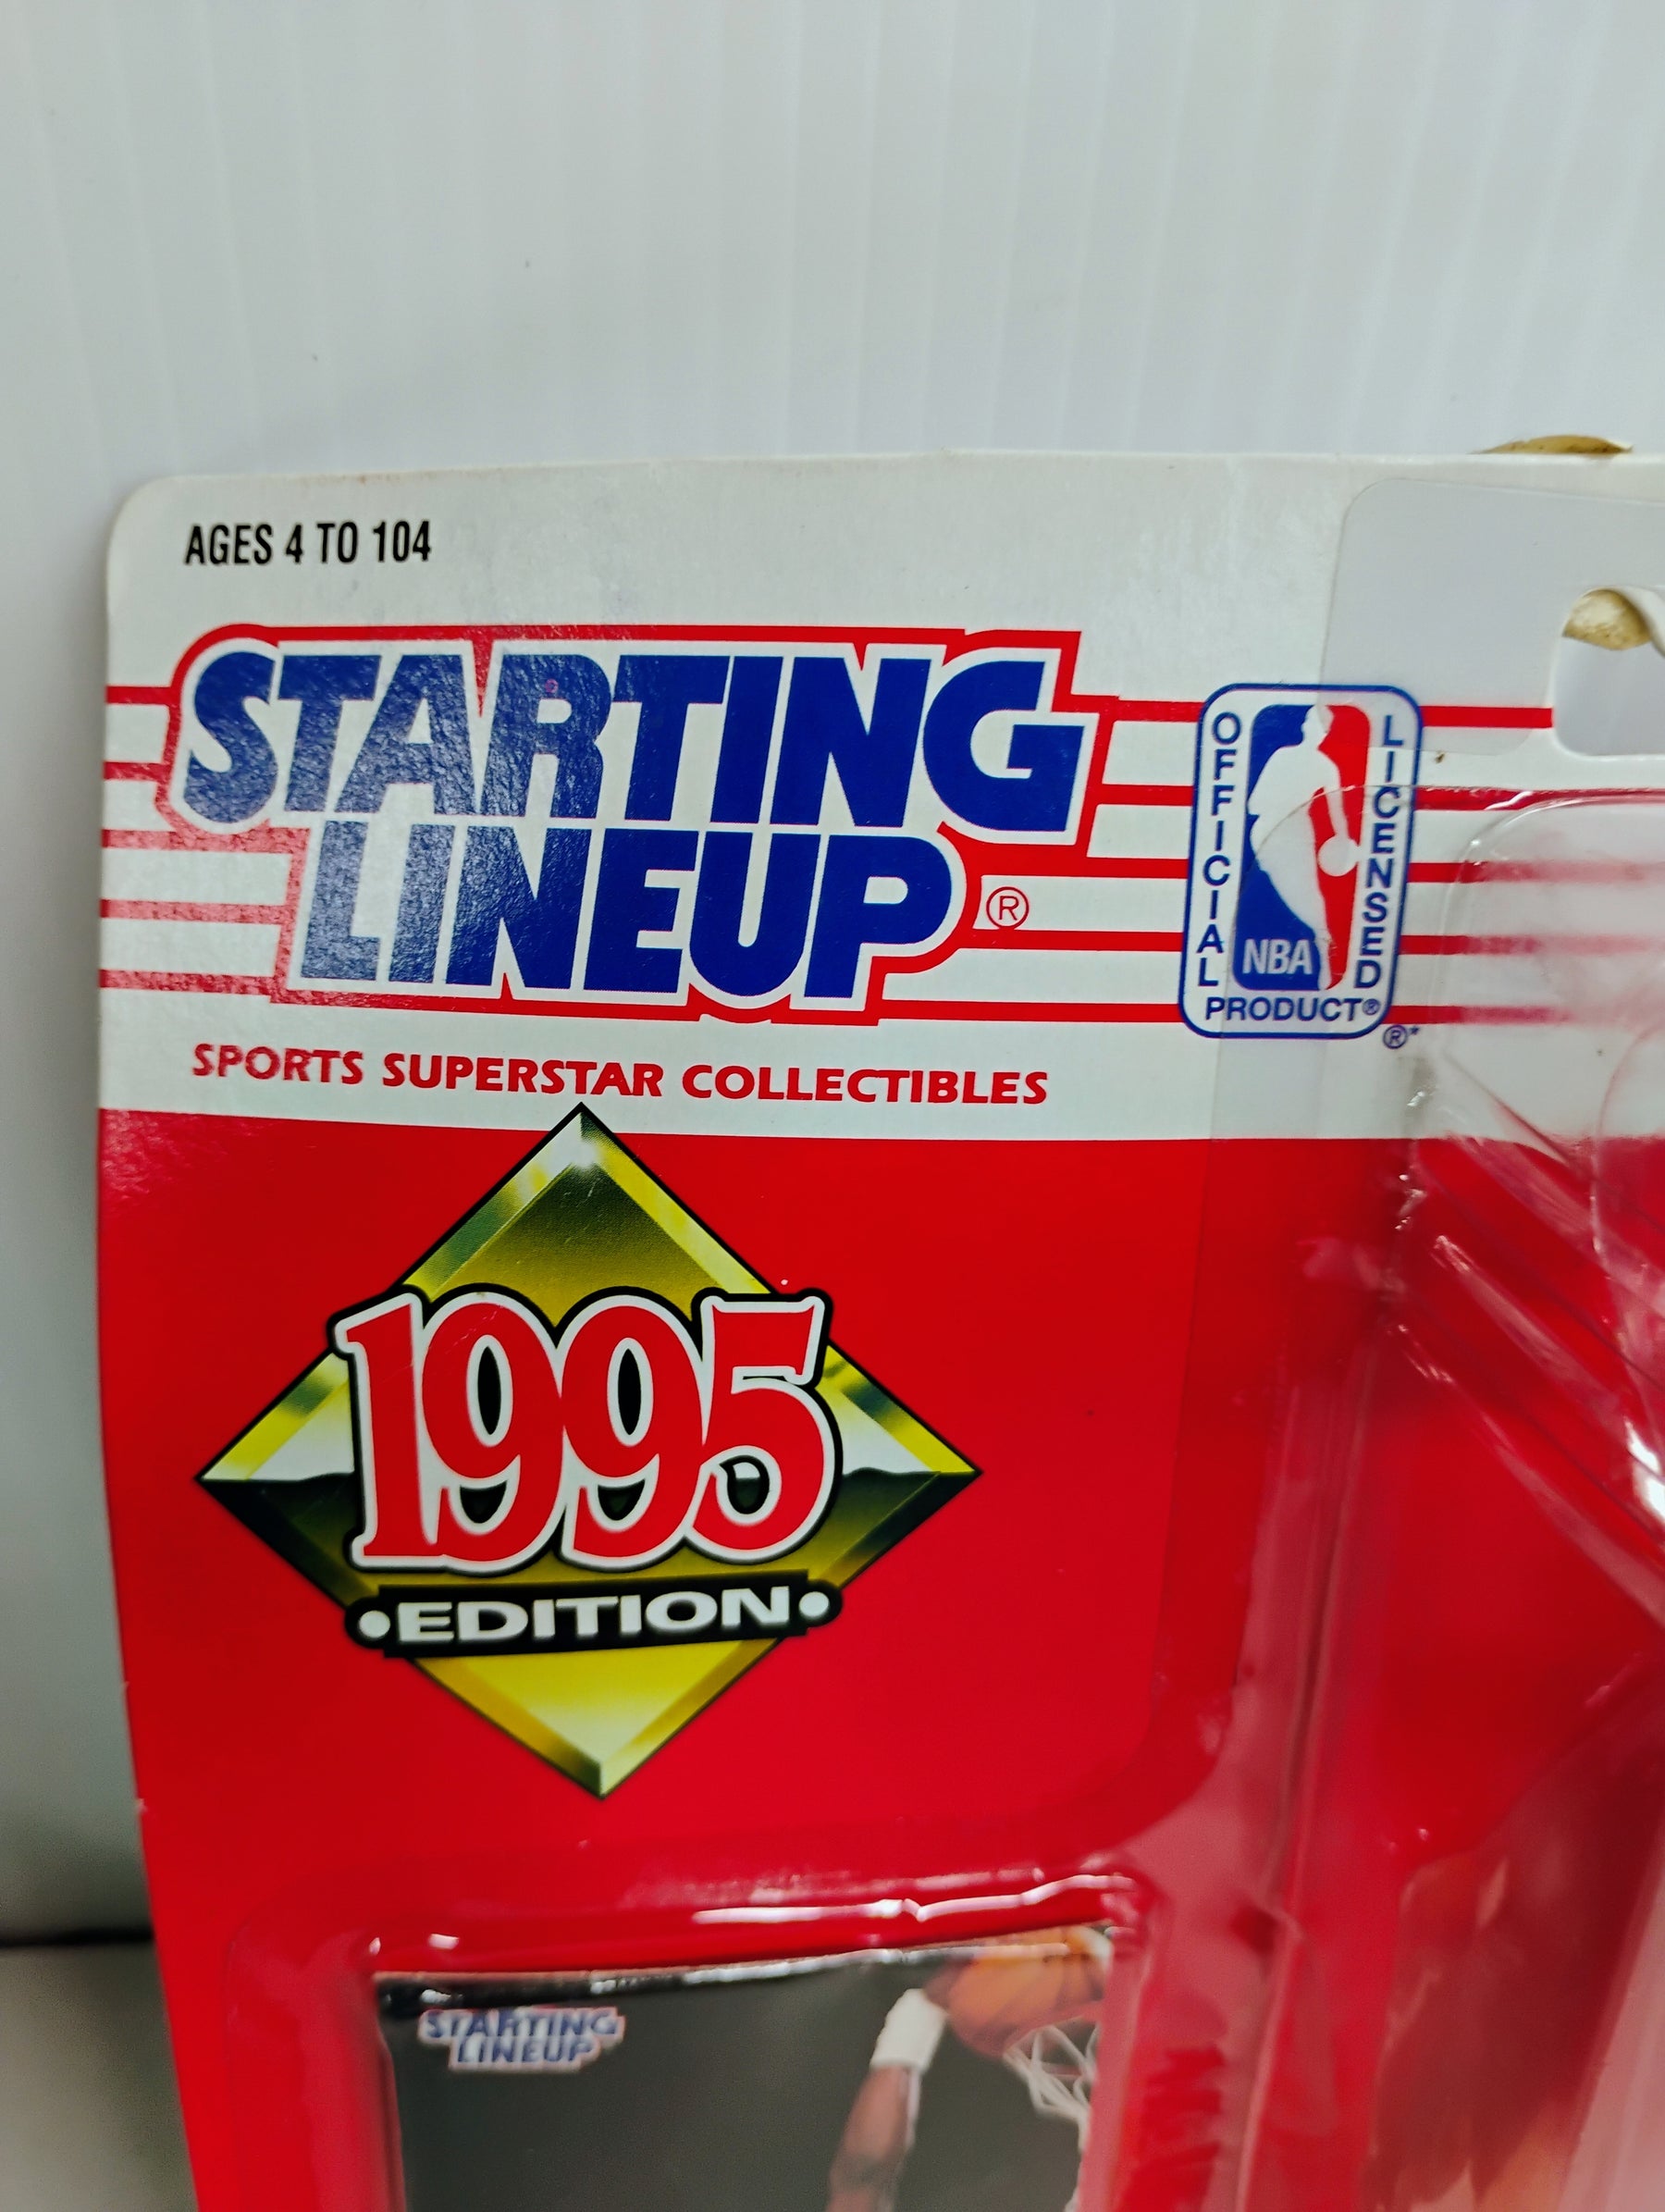 AGES 4 TO 104
STARTING
LINEUP®
OFFICIAL
LICENSED
NBA
PRODUCT®
®*
SPORTS SUPERSTAR COLLECTIBLES
1995
•EDITION•
STARTING
LINEUP